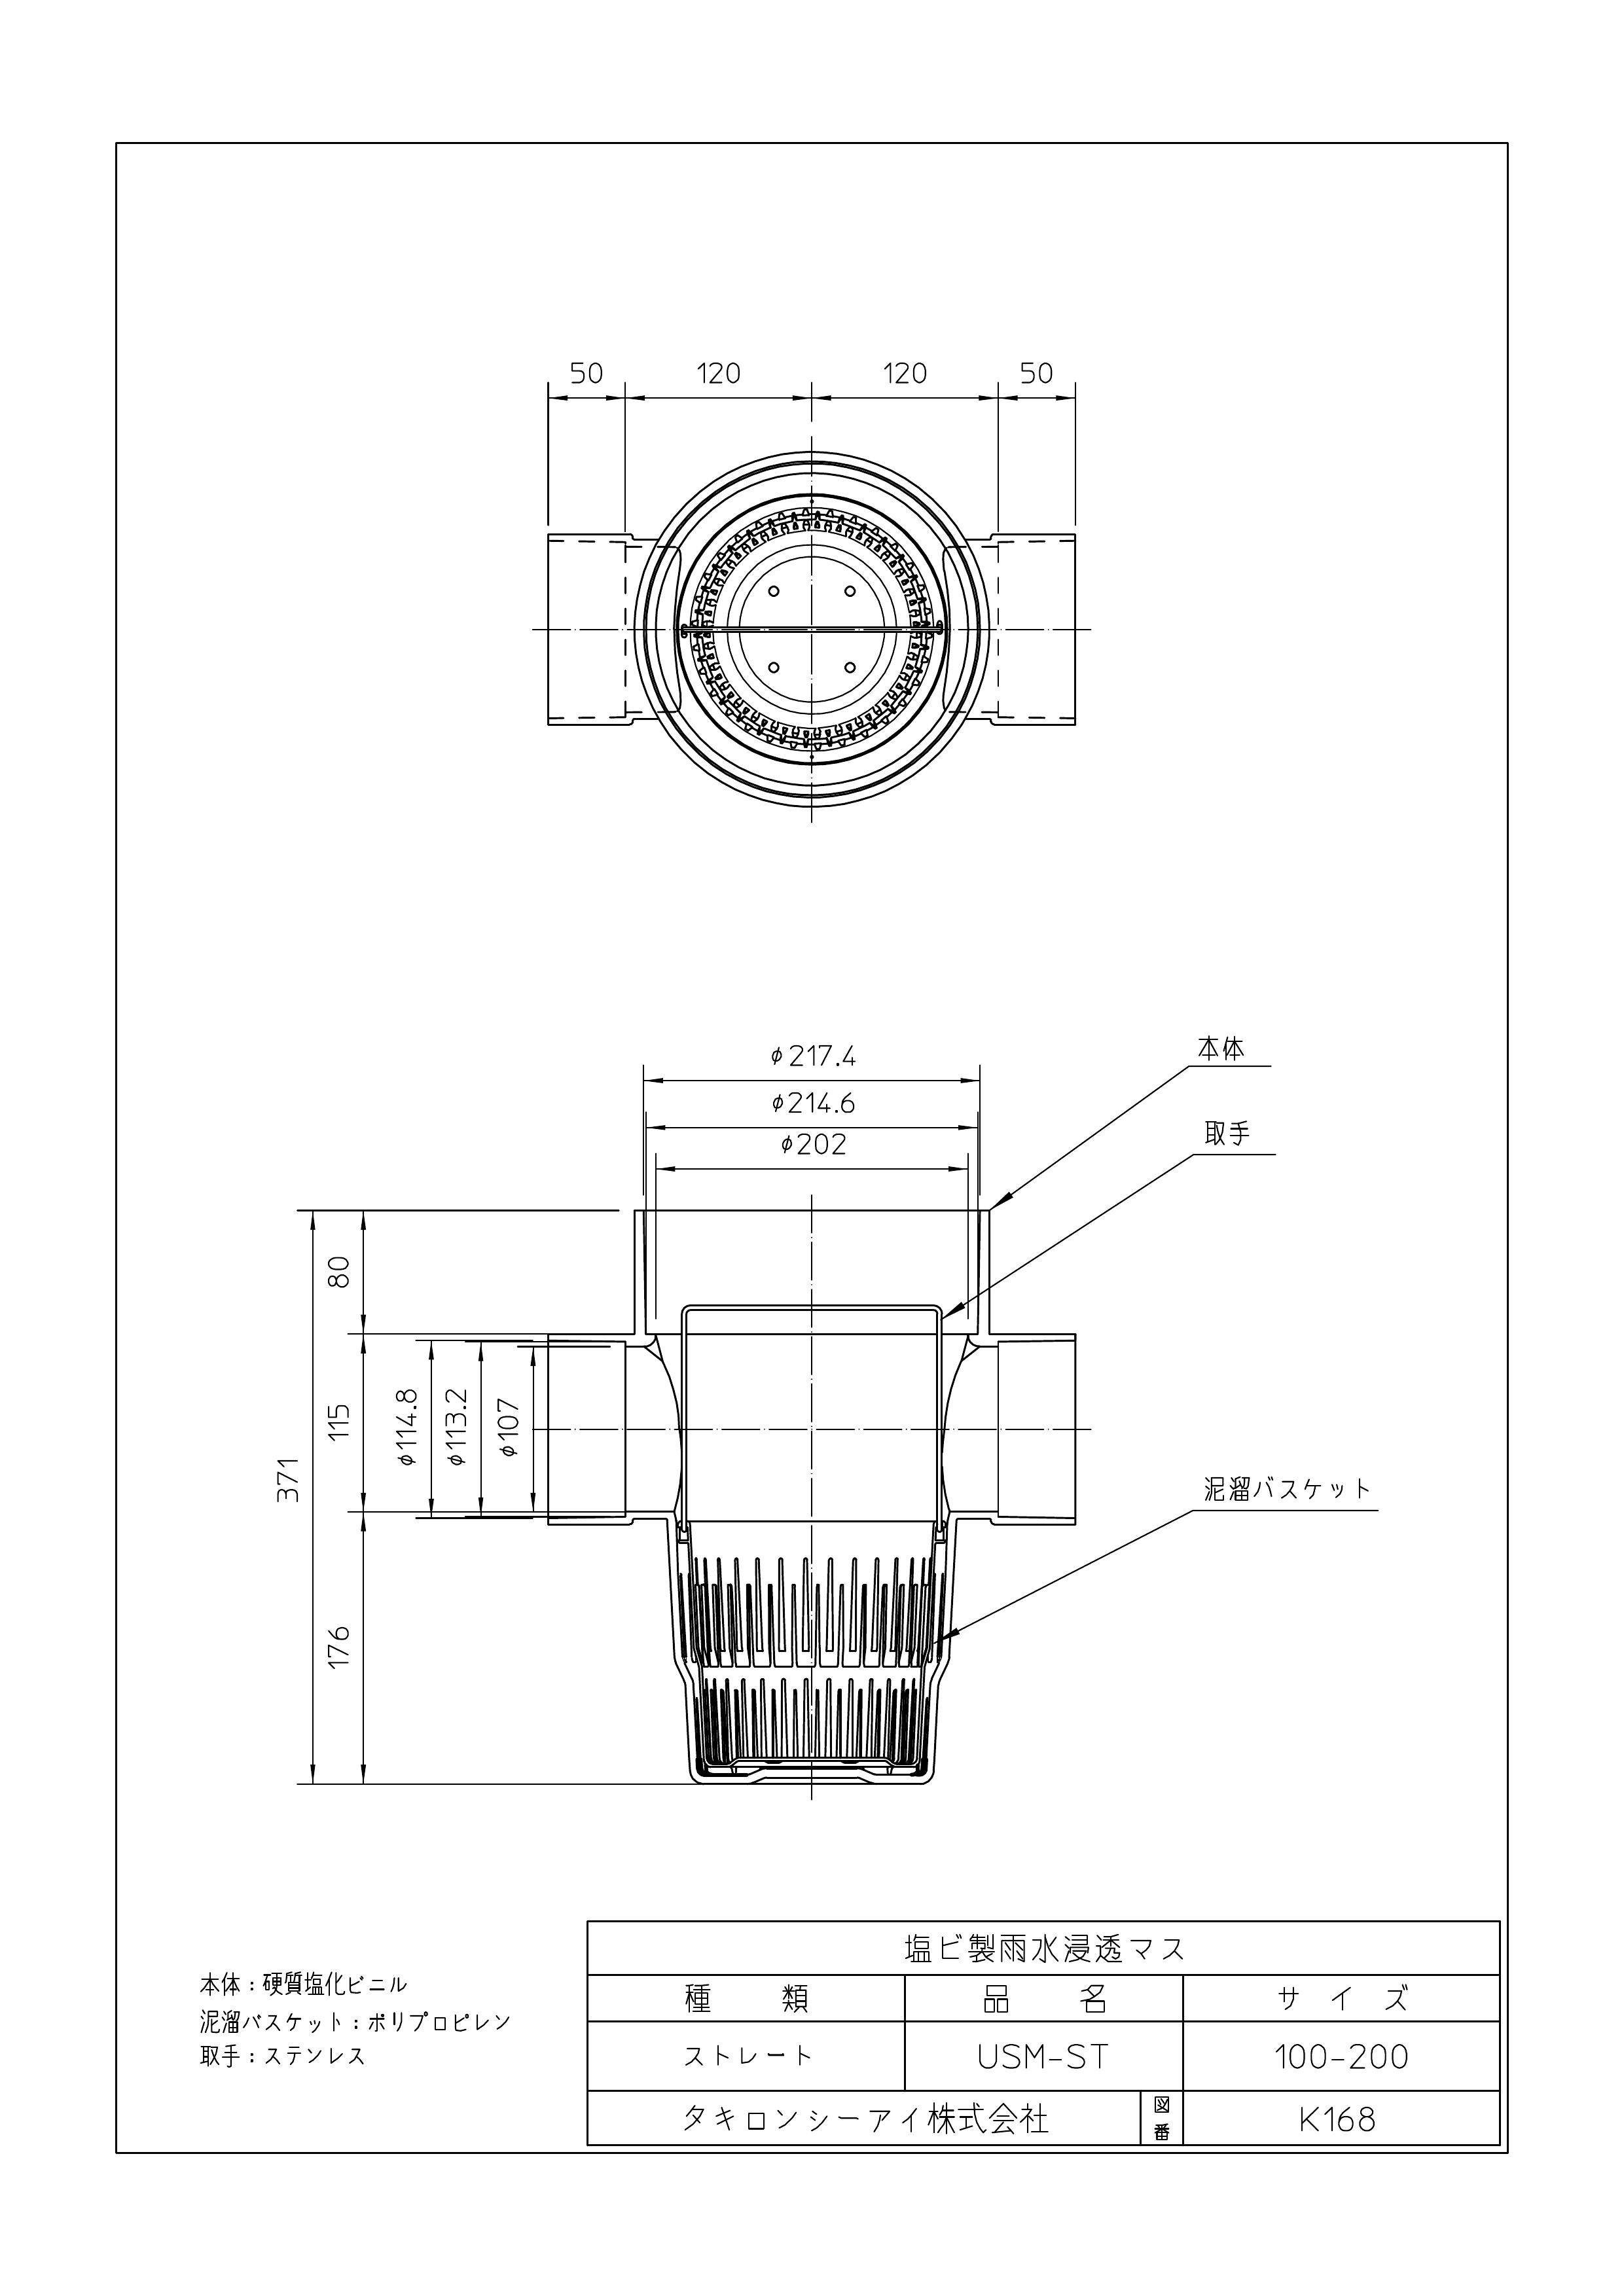 50 120 120 50
φ217.4
φ214.6
φ202
本体
取手
泥溜バスケット
371
80
115
176
φ114.8
φ113.2
φ107
本体：硬質塩化ビニル
泥溜バスケット：ポリプロピレン
取手：ステンレス
塩ビ製雨水浸透マス
種類 品名 サイズ
ストレート USM-ST 100-200
タキロンシーアイ株式会社 図番 K168